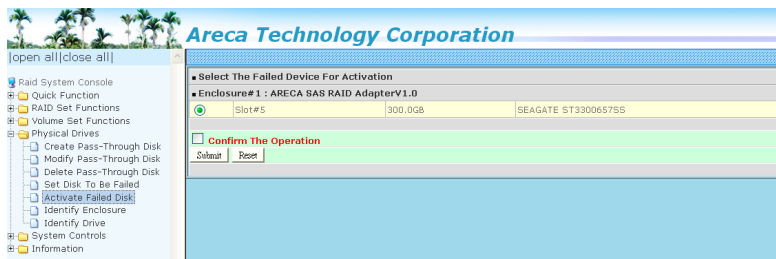 Areca Technology Corporation
|open all|close all|
Raid System Console
Quick Function
RAID Set Functions
Volume Set Functions
Physical Drives
Create Pass-Through Disk
Modify Pass-Through Disk
Delete Pass-Through Disk
Set Disk To Be Failed
Activate Failed Disk
Identify Enclosure
Identify Drive
System Controls
Information
Select The Failed Device For Activation
Enclosure#1 : ARECA SAS RAID AdapterV1.0
Slot#5 300.0GB SEAGATE ST3300657SS
Confirm The Operation
Submit Reset